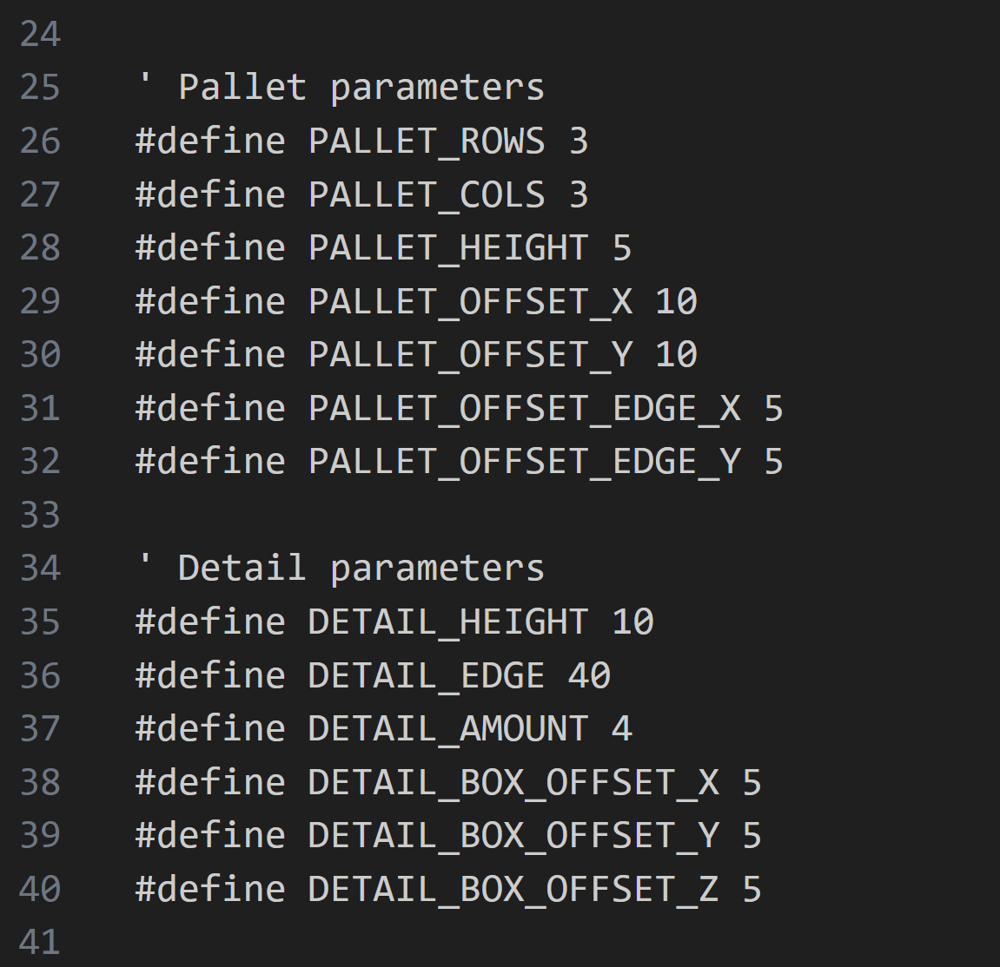 24
25 ' Pallet parameters
26 #define PALLET_ROWS 3
27 #define PALLET_COLS 3
28 #define PALLET_HEIGHT 5
29 #define PALLET_OFFSET_X 10
30 #define PALLET_OFFSET_Y 10
31 #define PALLET_OFFSET_EDGE_X 5
32 #define PALLET_OFFSET_EDGE_Y 5
33
34 ' Detail parameters
35 #define DETAIL_HEIGHT 10
36 #define DETAIL_EDGE 40
37 #define DETAIL_AMOUNT 4
38 #define DETAIL_BOX_OFFSET_X 5
39 #define DETAIL_BOX_OFFSET_Y 5
40 #define DETAIL_BOX_OFFSET_Z 5
41